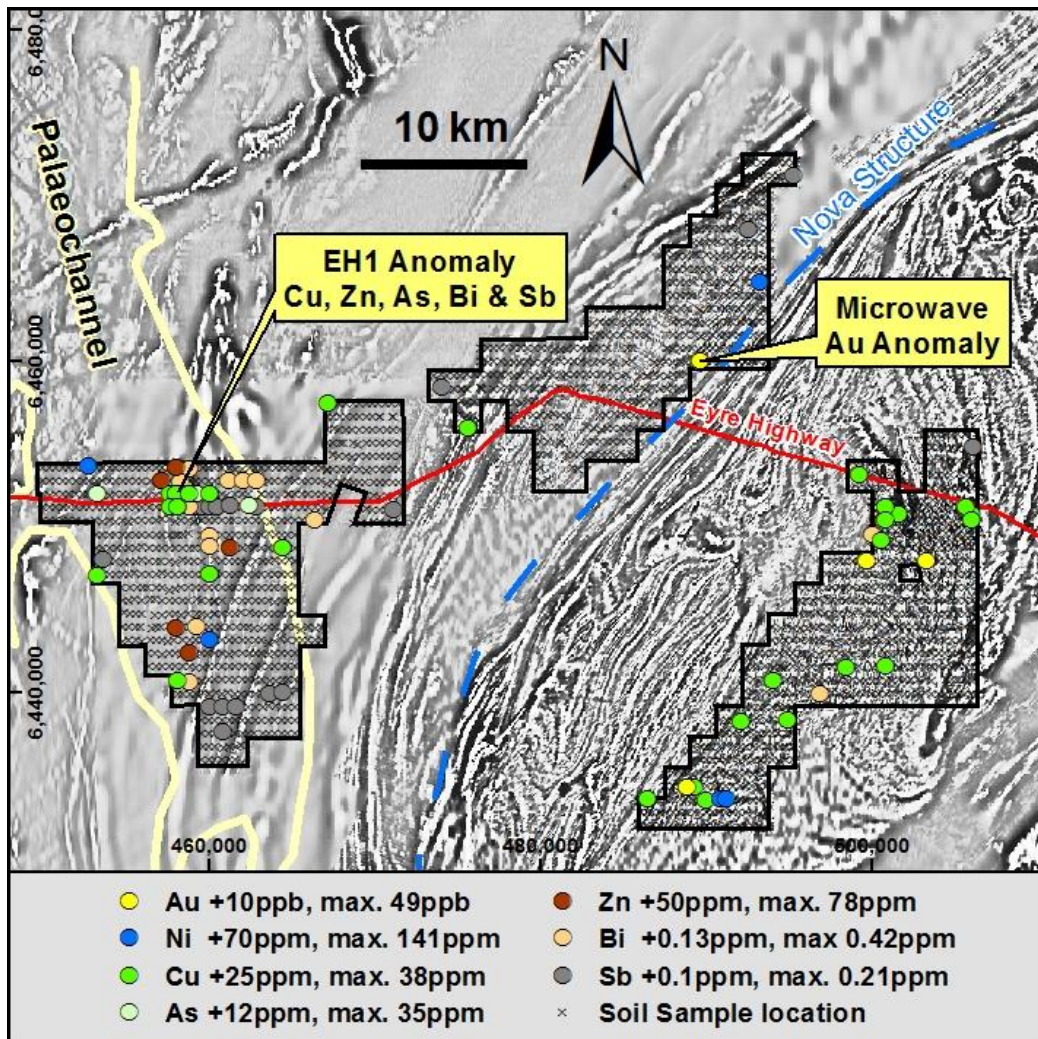 6,480,000
N
10 km
Palaeochannel
Nova Structure
EH1 Anomaly
Cu, Zn, As, Bi & Sb
Microwave
Au Anomaly
6,460,000
Eyre Highway
6,440,000
460,000
480,000
500,000
Au +10ppb, max. 49ppb
Ni +70ppm, max. 141ppm
Cu +25ppm, max. 38ppm
As +12ppm, max. 35ppm
Zn +50ppm, max. 78ppm
Bi +0.13ppm, max 0.42ppm
Sb +0.1ppm, max. 0.21ppm
Soil Sample location